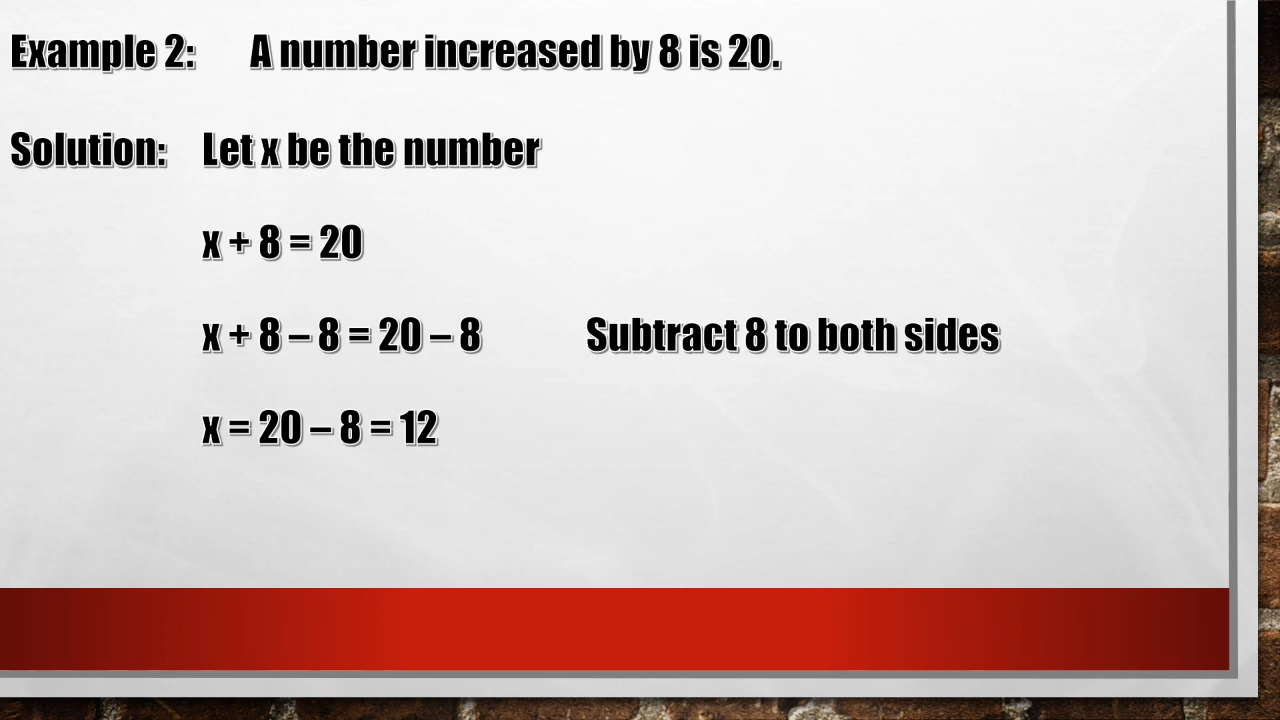 Example 2: A number increased by 8 is 20.
Solution: Let x be the number
x + 8 = 20
x + 8 – 8 = 20 – 8 Subtract 8 to both sides
x = 20 – 8 = 12